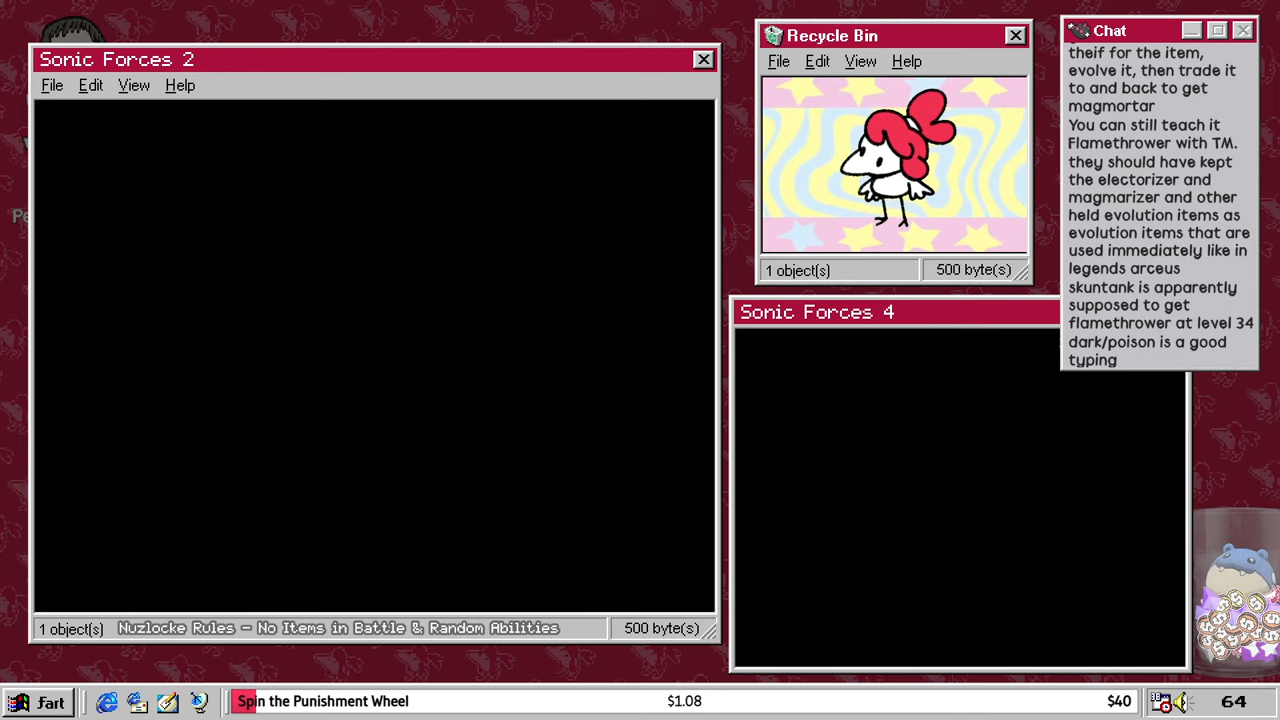 Sonic Forces 2
File Edit View Help
1 object(s) Nuzlocke Rules - No Items in Battle & Random Abilities 500 byte(s)
Recycle Bin
File Edit View Help
1 object(s) 500 byte(s)
Sonic Forces 4
Chat
theif for the item,
evolve it, then trade it
to and back to get
magmortar
You can still teach it
Flamethrower with TM.
they should have kept
the electorizer and
magmarizer and other
held evolution items as
evolution items that are
used immediately like in
legends arceus
skuntank is apparently
supposed to get
flamethrower at level 34
dark/poison is a good
typing
fart Spin the Punishment Wheel $1.08 $40 64